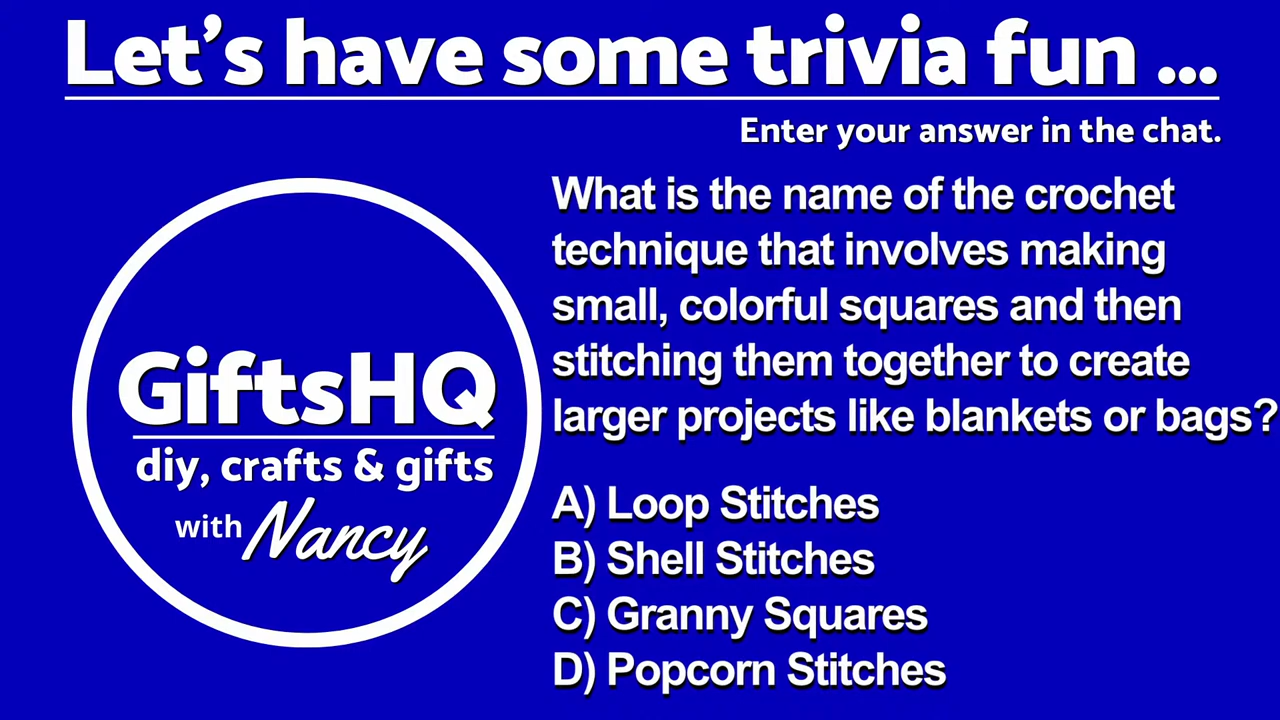 Let's have some trivia fun ...
Enter your answer in the chat.
GiftsHQ
diy, crafts & gifts
with Nancy
What is the name of the crochet
technique that involves making
small, colorful squares and then
stitching them together to create
larger projects like blankets or bags?
A) Loop Stitches
B) Shell Stitches
C) Granny Squares
D) Popcorn Stitches